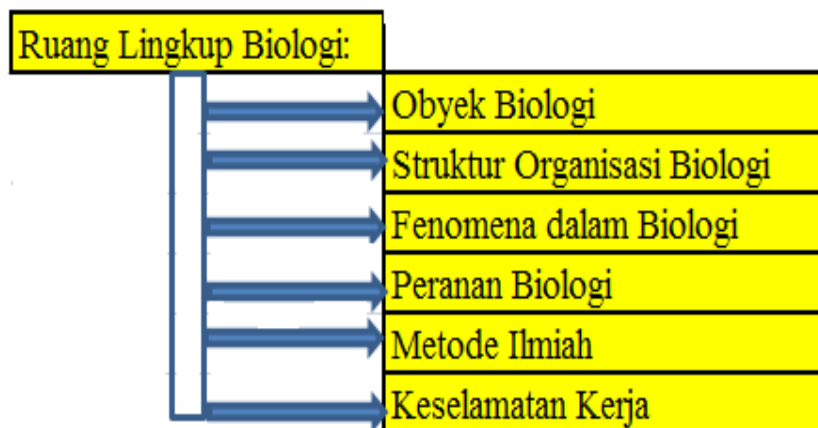 Ruang Lingkup Biologi:
Obyek Biologi
Struktur Organisasi Biologi
Fenomena dalam Biologi
Peranan Biologi
Metode Ilmiah
Keselamatan Kerja